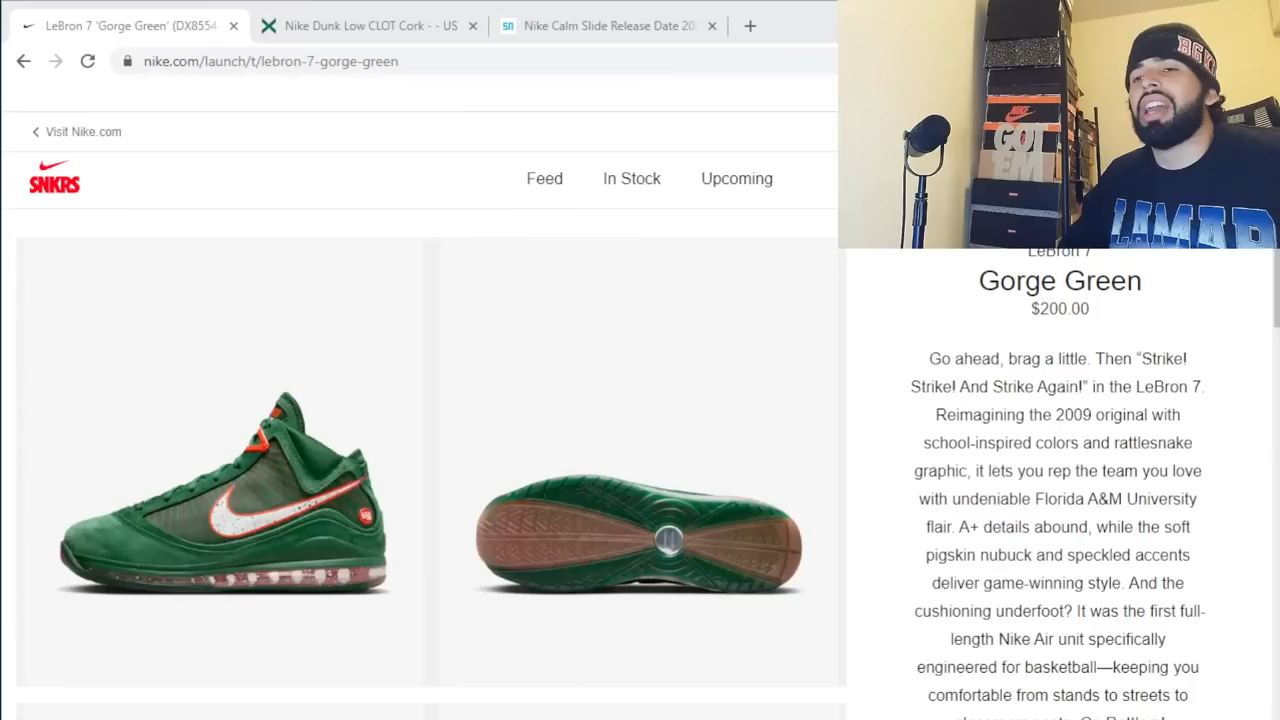 LeBron 7 'Gorge Green' (DX8554
Nike Dunk Low CLOT Cork - - US
sn
Nike Calm Slide Release Date 20
nike.com/launch/t/lebron-7-gorge-green
Visit Nike.com
SNKRS
Feed
In Stock
Upcoming
NIKE
GOT
'EM
LAMAR
LeBron 7
Gorge Green
$200.00
Go ahead, brag a little. Then “Strike!
Strike! And Strike Again!” in the LeBron 7.
Reimagining the 2009 original with
school-inspired colors and rattlesnake
graphic, it lets you rep the team you love
with undeniable Florida A&M University
flair. A+ details abound, while the soft
pigskin nubuck and speckled accents
deliver game-winning style. And the
cushioning underfoot? It was the first full-
length Nike Air unit specifically
engineered for basketball—keeping you
comfortable from stands to streets to